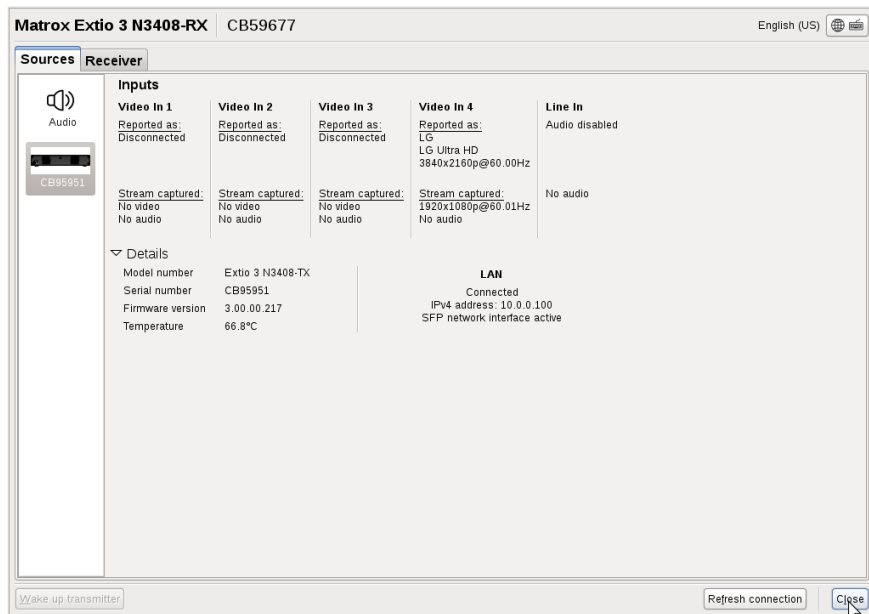 Matrox Extio 3 N3408-RX CB59677
English (US)
Sources Receiver
Audio
CB95951
Inputs
Video In 1 Video In 2 Video In 3 Video In 4 Line In
Reported as: Reported as: Reported as: Reported as: Audio disabled
Disconnected Disconnected Disconnected LG
LG Ultra HD
3840x2160p@60.00Hz
Stream captured: Stream captured: Stream captured: Stream captured: No audio
No video No video No video 1920x1080p@60.01Hz
No audio No audio No audio No audio
Details
Model number Extio 3 N3408-TX LAN
Serial number CB95951 Connected
Firmware version 3.00.00.217 IPv4 address: 10.0.0.100
Temperature 66.8°C SFP network interface active
Wake up transmitter Refresh connection Close